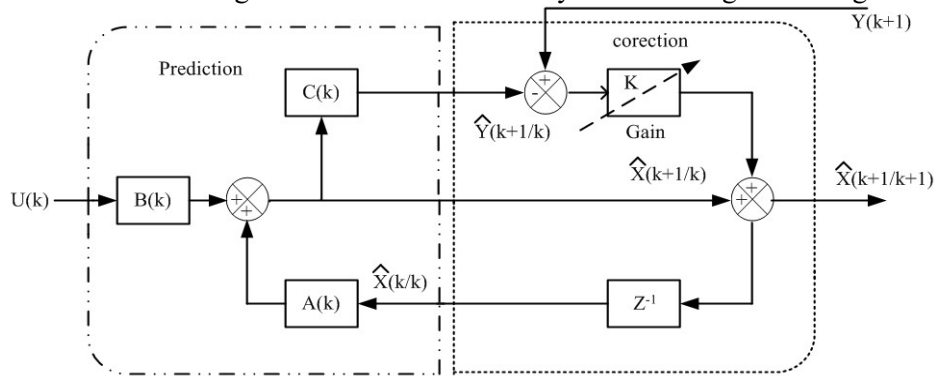 Y(k+1)
corection
Prediction
C(k)
+
-
K
Ŷ(k+1/k)
Gain
X̂(k+1/k)
X̂(k+1/k+1)
U(k)
B(k)
+
+
+
+
X̂(k/k)
A(k)
Z⁻¹